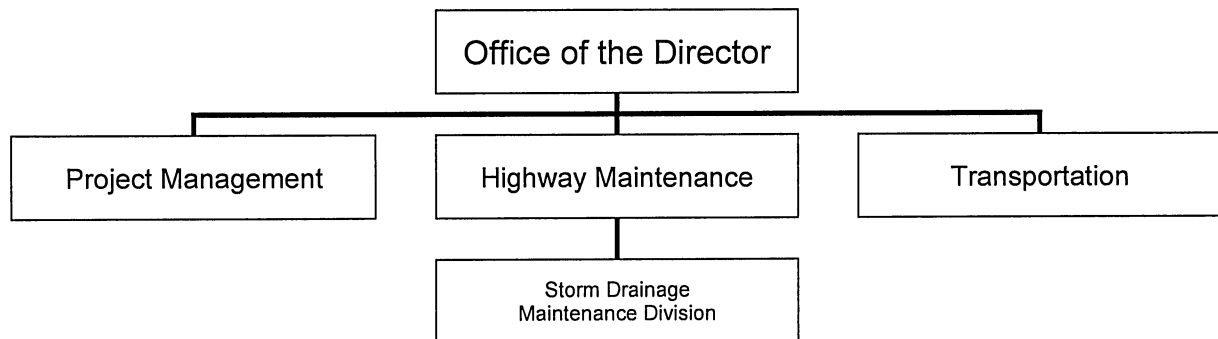 Office of the Director
Project Management
Highway Maintenance
Transportation
Storm Drainage
Maintenance Division